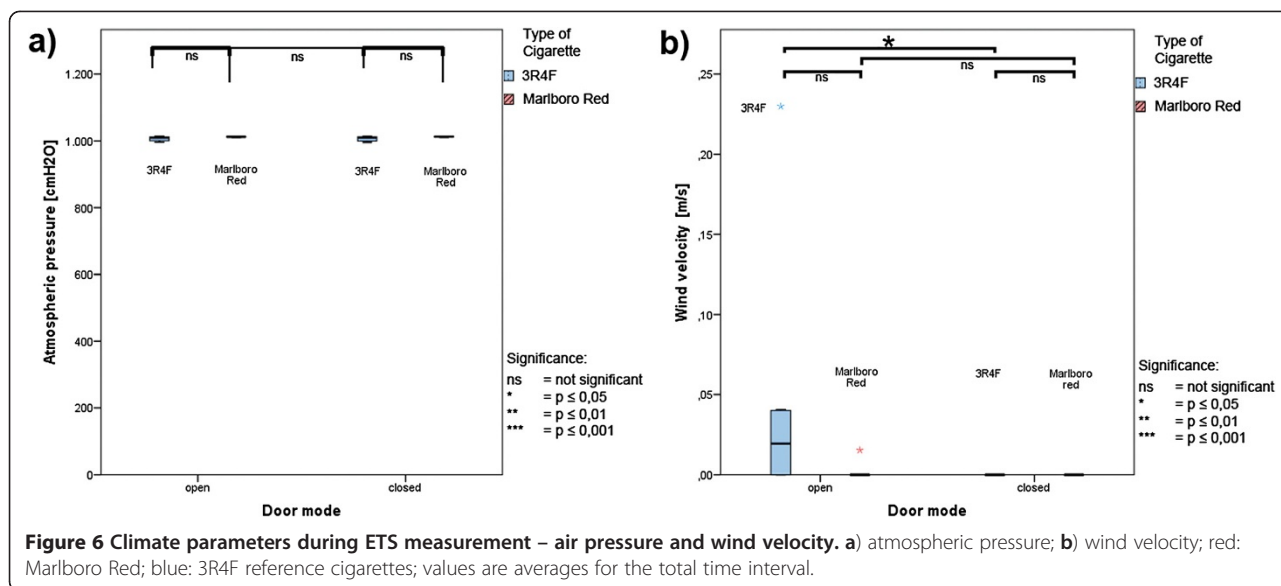 a)
Type of
Cigarette
3R4F
Marlboro Red
ns
ns
ns
1.200
1.000
800
600
400
200
0
Atmospheric pressure [cmH2O]
3R4F
Marlboro
Red
3R4F
Marlboro
Red
Significance:
ns = not significant
* = p ≤ 0,05
** = p ≤ 0,01
*** = p ≤ 0,001
open
closed
Door mode
b)
Type of
Cigarette
3R4F
Marlboro Red
*
ns
ns
ns
,25
,20
,15
,10
,05
,00
Wind velocity [m/s]
3R4F *
Marlboro
Red
*
3R4F
Marlboro
red
Significance:
ns = not significant
* = p ≤ 0,05
** = p ≤ 0,01
*** = p ≤ 0,001
open
closed
Door mode
Figure 6 Climate parameters during ETS measurement – air pressure and wind velocity. a) atmospheric pressure; b) wind velocity; red:
Marlboro Red; blue: 3R4F reference cigarettes; values are averages for the total time interval.